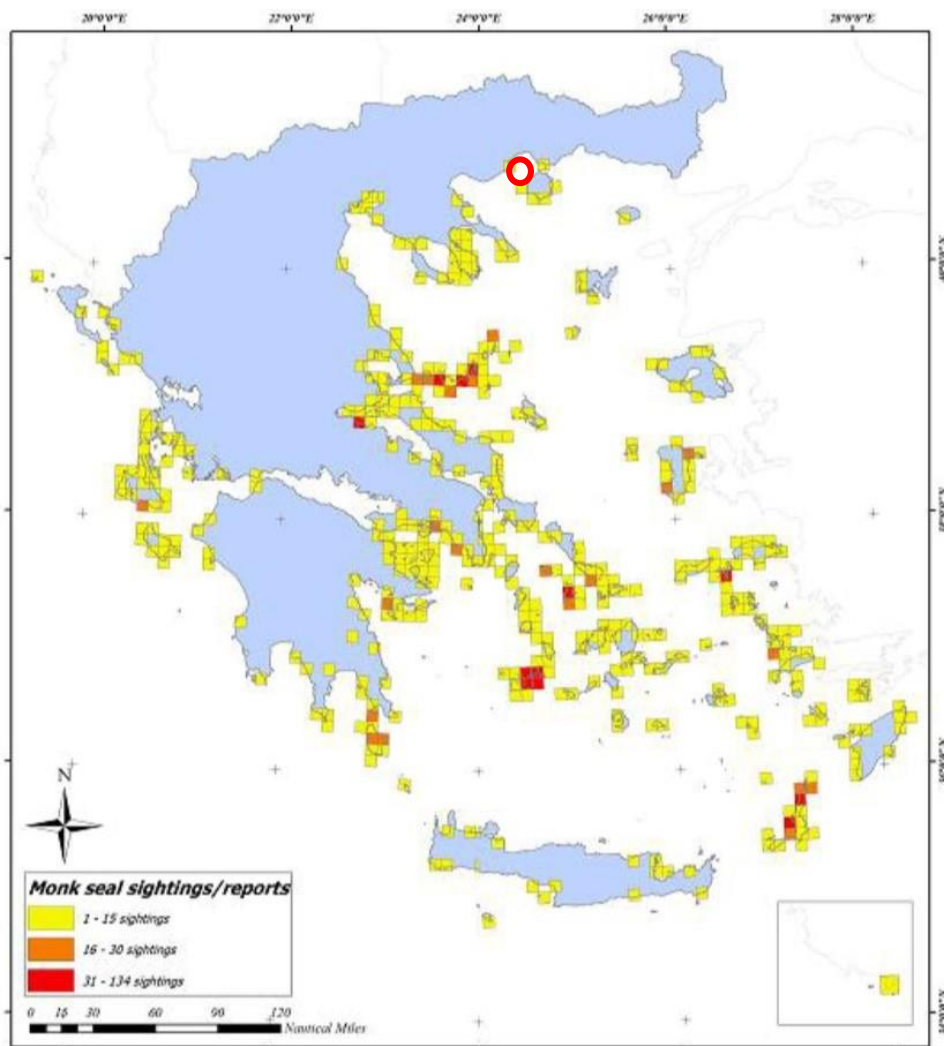 20°0'0"E 22°0'0"E 24°0'0"E 26°0'0"E 28°0'0"E
N
Monk seal sightings/reports
1 - 15 sightings
16 - 30 sightings
31 - 134 sightings
0 15 30 60 90 120
Nautical Miles